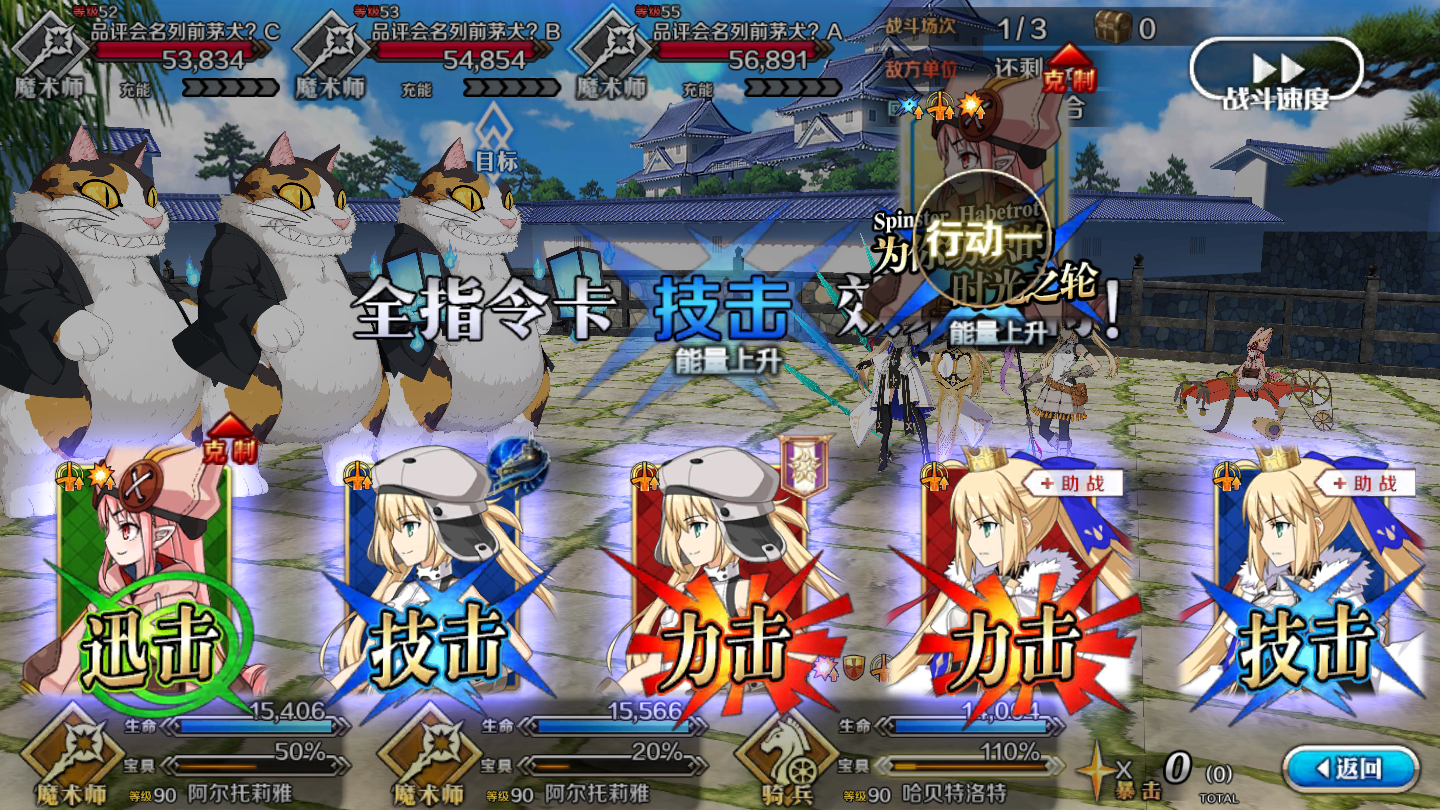 等级52
品评会名列前茅犬? C
53,834
魔术师
充能
等级53
品评会名列前茅犬? B
54,854
魔术师
充能
等级55
品评会名列前茅犬? A
56,891
魔术师
充能
战斗场次 1/3 0
敌方单位 还剩
克制
战斗速度
目标
Spinster Habetrot
行动一
时光之轮
能量上升
全指令卡 技击
能量上升
!
克制
迅击
技击
力击
+助战
力击
+助战
技击
生命 15,406
宝具 50%
魔术师 等级90 阿尔托莉雅
生命 15,566
宝具 20%
魔术师 等级90 阿尔托莉雅
生命 14,004
宝具 110%
骑兵 等级90 哈贝特洛特
X 0 (0)
暴击 TOTAL
返回